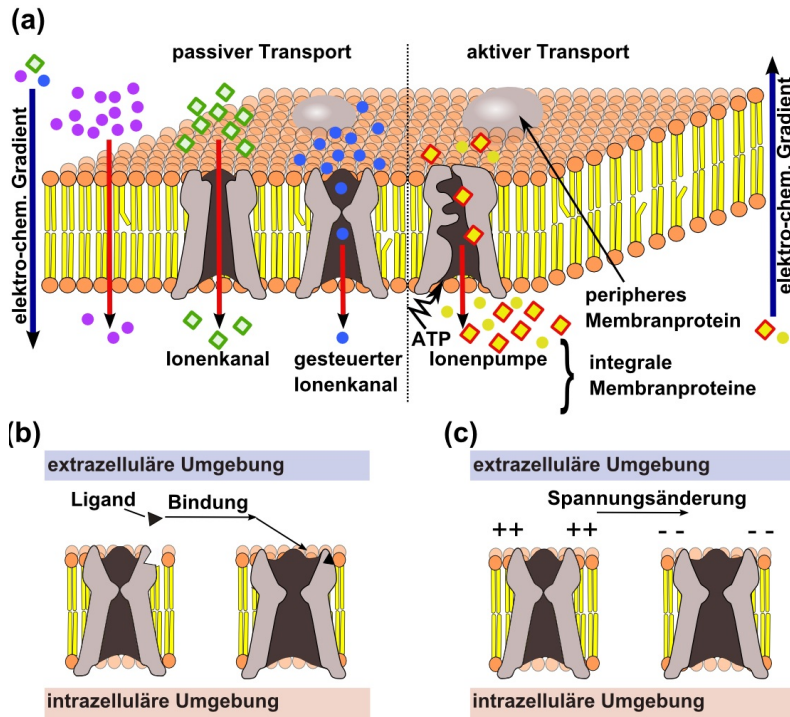 (a)
passiver Transport
aktiver Transport
elektro-chem. Gradient
elektro-chem. Gradient
peripheres
Membranprotein
ATP
Ionenkanal
gesteuerter
Ionenkanal
Ionenpumpe
integrale
Membranproteine
}
(b)
extrazelluläre Umgebung
Ligand
Bindung
intrazelluläre Umgebung
(c)
extrazelluläre Umgebung
Spannungsänderung
++ ++ - - - -
intrazelluläre Umgebung